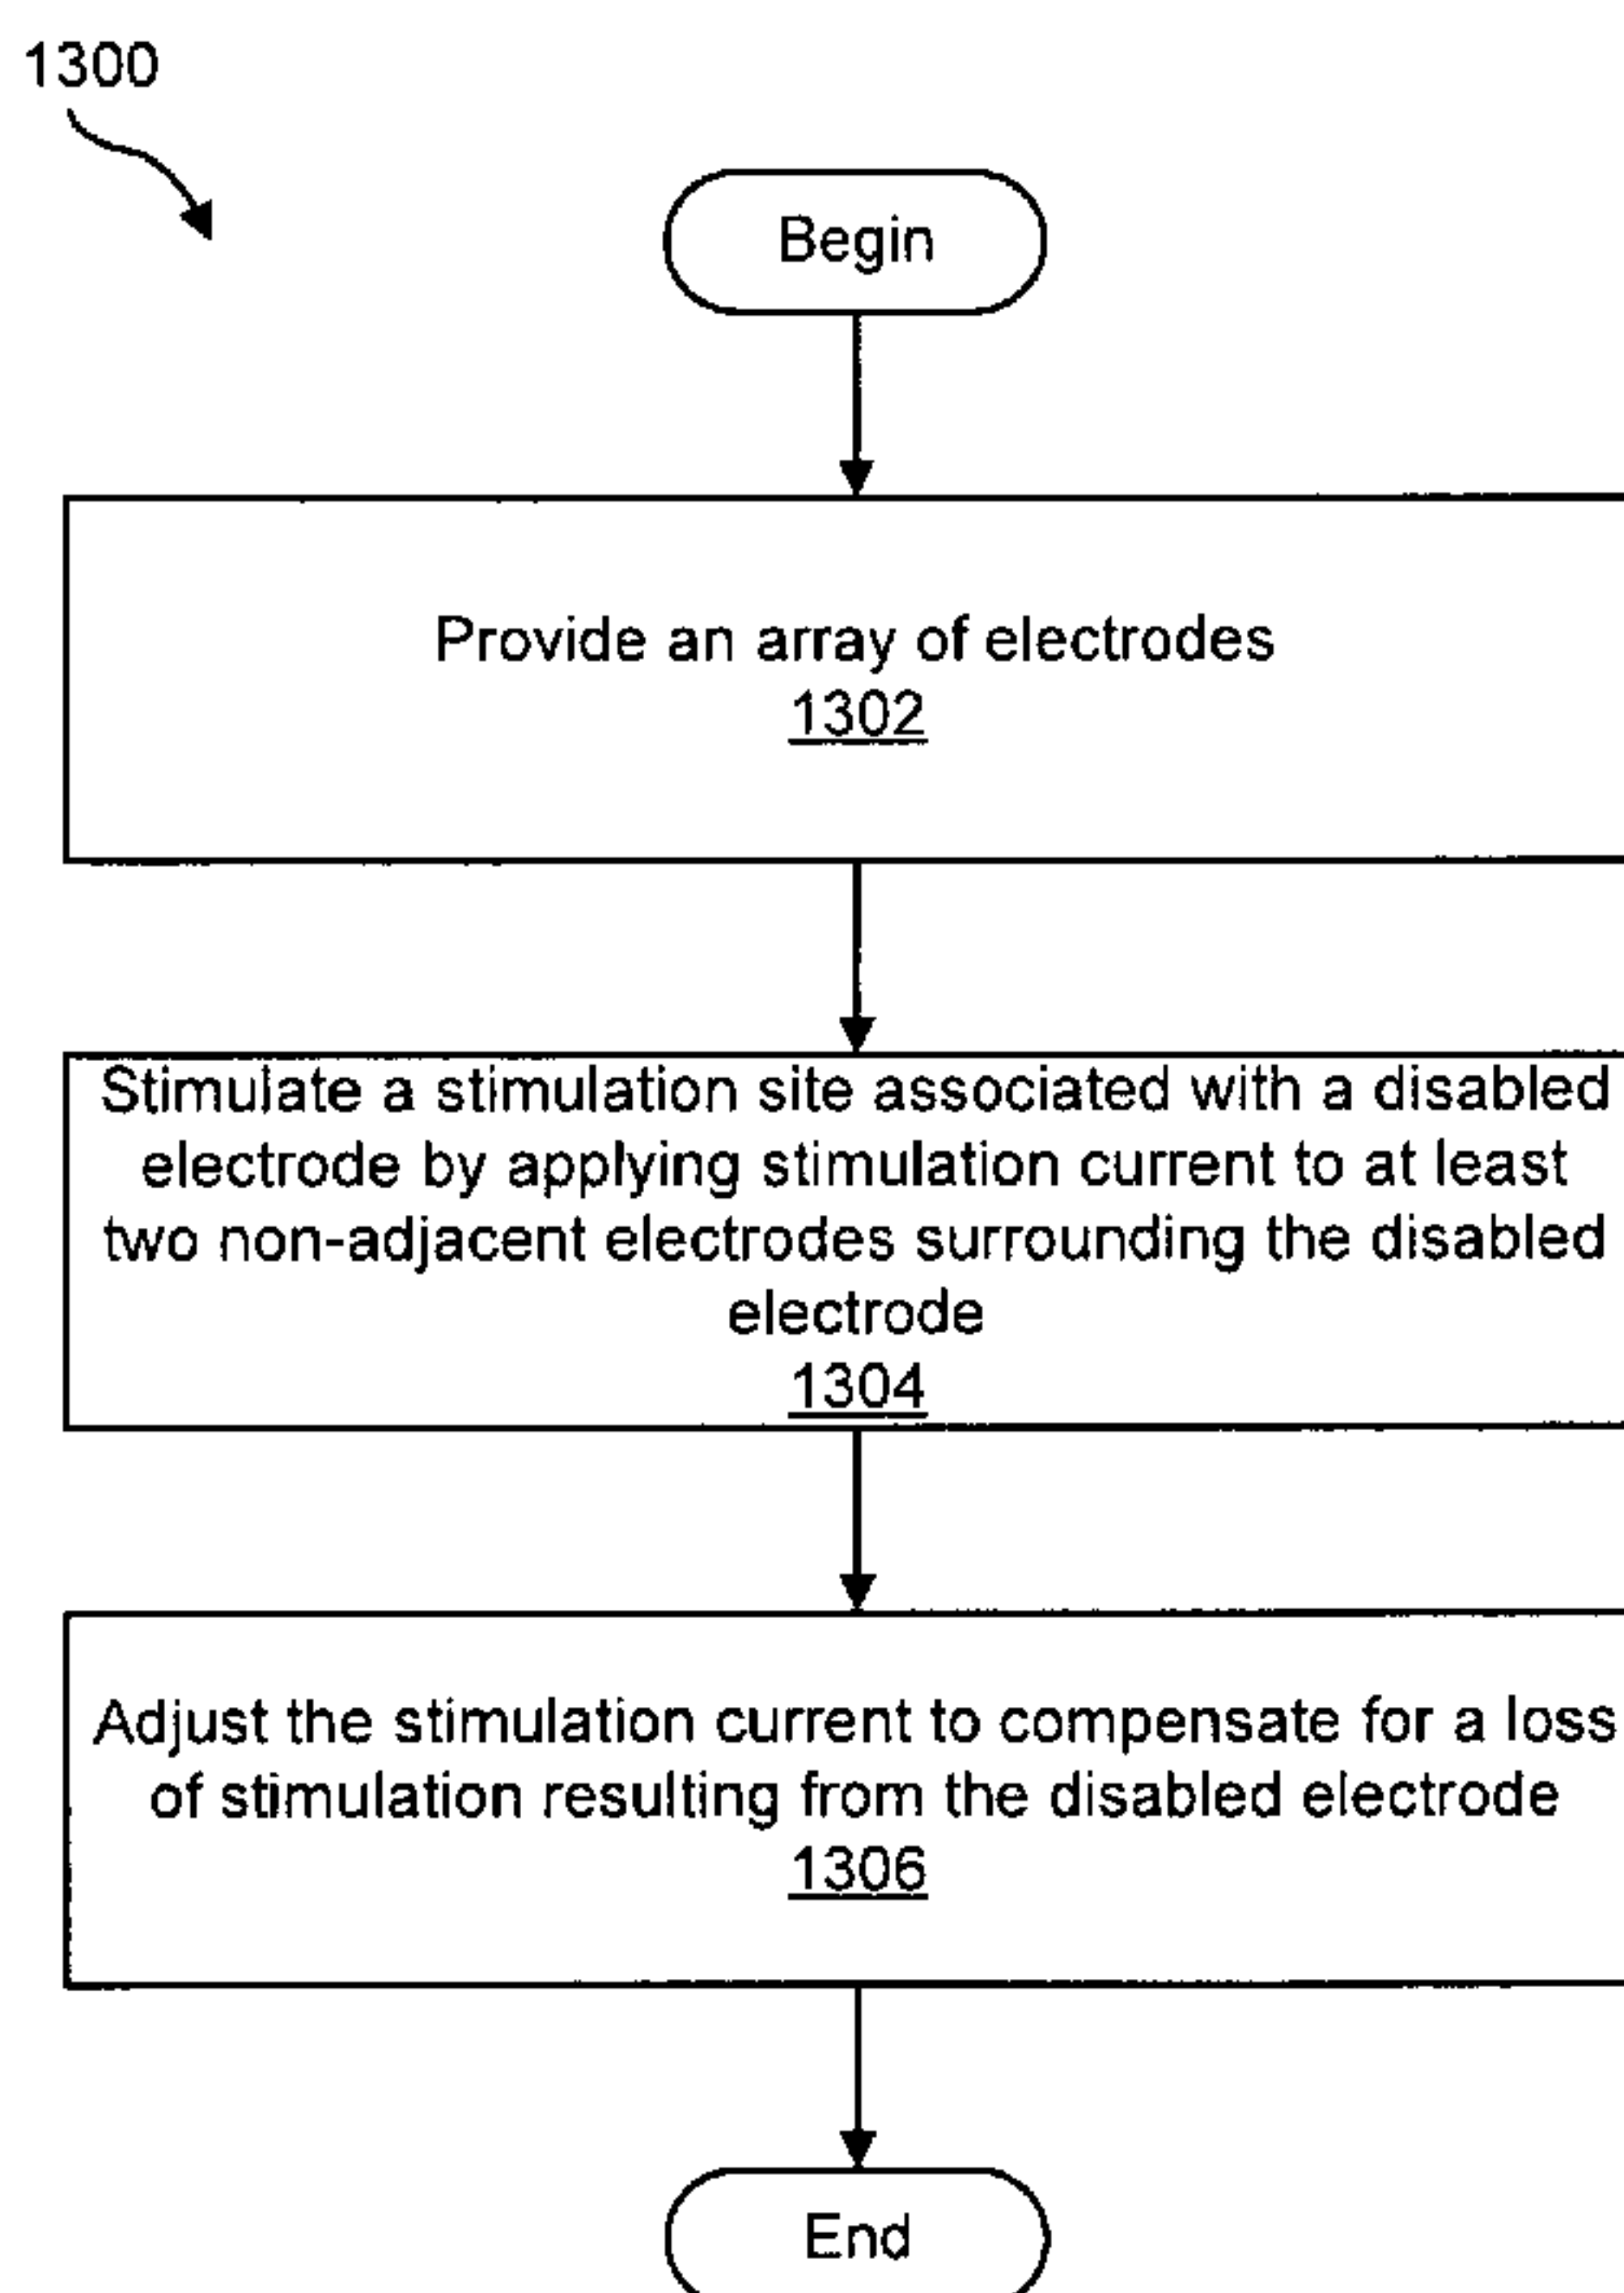 1300
Begin
Provide an array of electrodes
1302
Stimulate a stimulation site associated with a disabled
electrode by applying stimulation current to at least
two non-adjacent electrodes surrounding the disabled
electrode
1304
Adjust the stimulation current to compensate for a loss
of stimulation resulting from the disabled electrode
1306
End